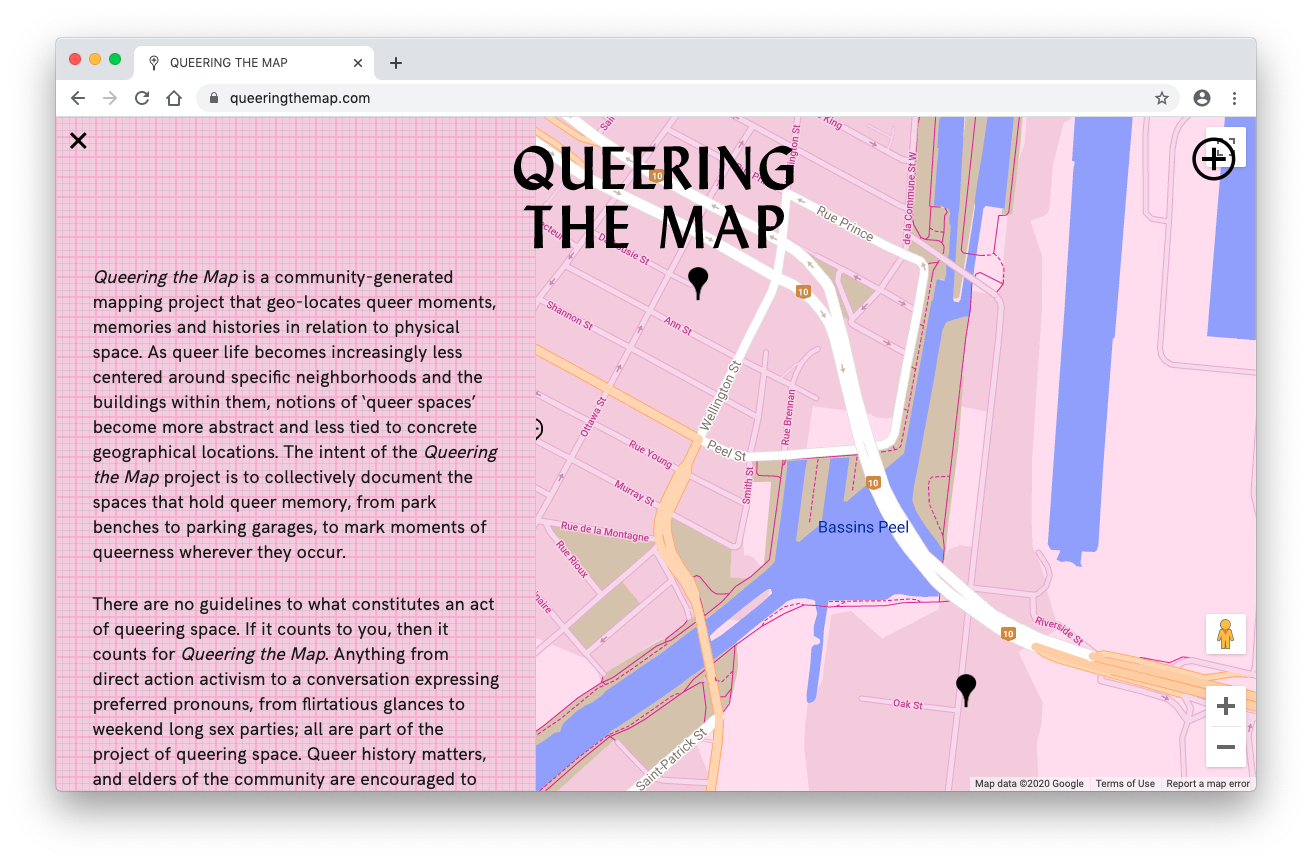 QUEERING THE MAP
queeringthemap.com
QUEERING
THE MAP
Queering the Map is a community-generated
mapping project that geo-locates queer moments,
memories and histories in relation to physical
space. As queer life becomes increasingly less
centered around specific neighborhoods and the
buildings within them, notions of ‘queer spaces’
become more abstract and less tied to concrete
geographical locations. The intent of the Queering
the Map project is to collectively document the
spaces that hold queer memory, from park
benches to parking garages, to mark moments of
queerness wherever they occur.
There are no guidelines to what constitutes an act
of queering space. If it counts to you, then it
counts for Queering the Map. Anything from
direct action activism to a conversation expressing
preferred pronouns, from flirtatious glances to
weekend long sex parties; all are part of the
project of queering space. Queer history matters,
and elders of the community are encouraged to
King
10
Rue Prince
de la Commune St W
10
Shannon St
Ann St
Wellington St
Ottawa St
Rue Brennan
Peel St
Rue Young
Smith St
Murray St
10
Bassins Peel
Rue de la Montagne
Rue Rioux
Riverside St
10
Oak St
Saint-Patrick St
Map data ©2020 Google
Terms of Use
Report a map error